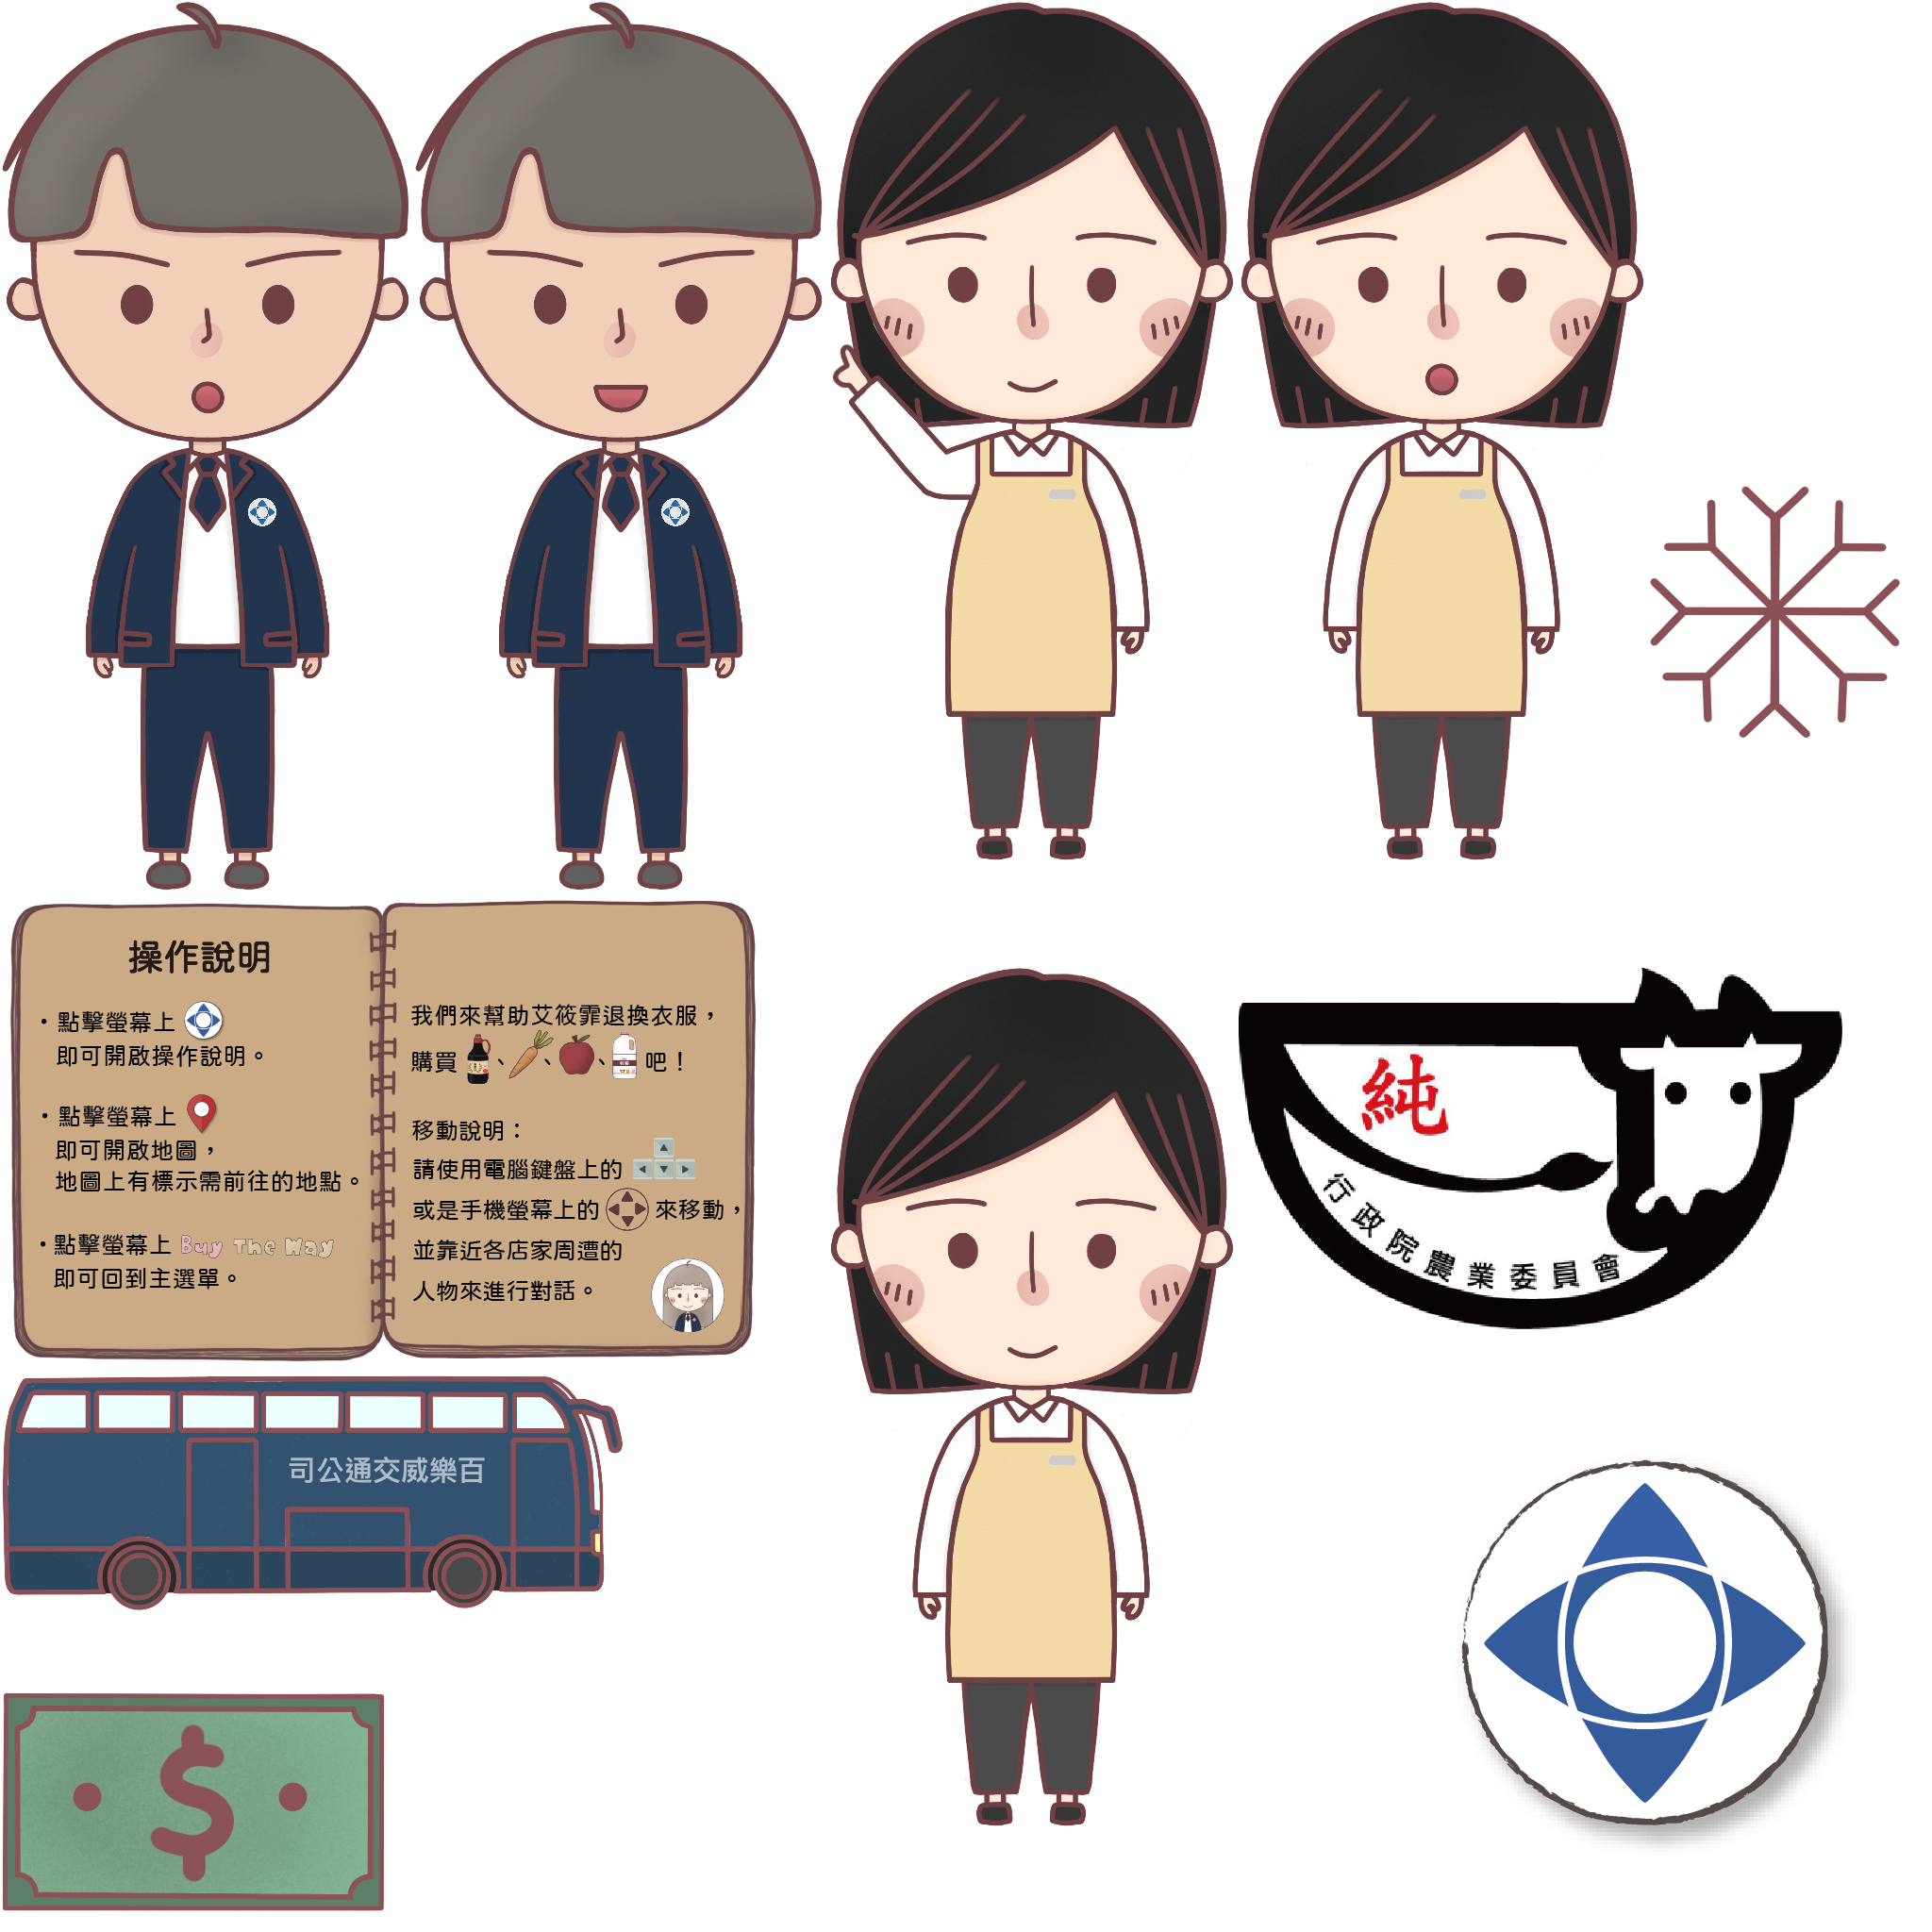 操作說明
・點擊螢幕上
即可開啟操作說明。
・點擊螢幕上
即可開啟地圖，
地圖上有標示需前往的地點。
・點擊螢幕上 Buy The Way
即可回到主選單。
我們來幫助艾筱霏退換衣服，
購買、、、吧！
移動說明：
請使用電腦鍵盤上的
或是手機螢幕上的來移動，
並靠近各店家周遭的
人物來進行對話。
純
行政院農業委員會
司公通交威樂百
$